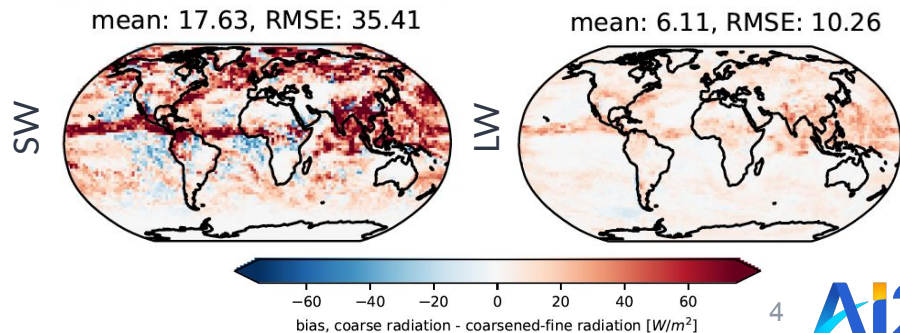 mean: 17.63, RMSE: 35.41
mean: 6.11, RMSE: 10.26
SW
LW
−60 −40 −20 0 20 40 60
bias, coarse radiation - coarsened-fine radiation [W/m²]
4
Ai2